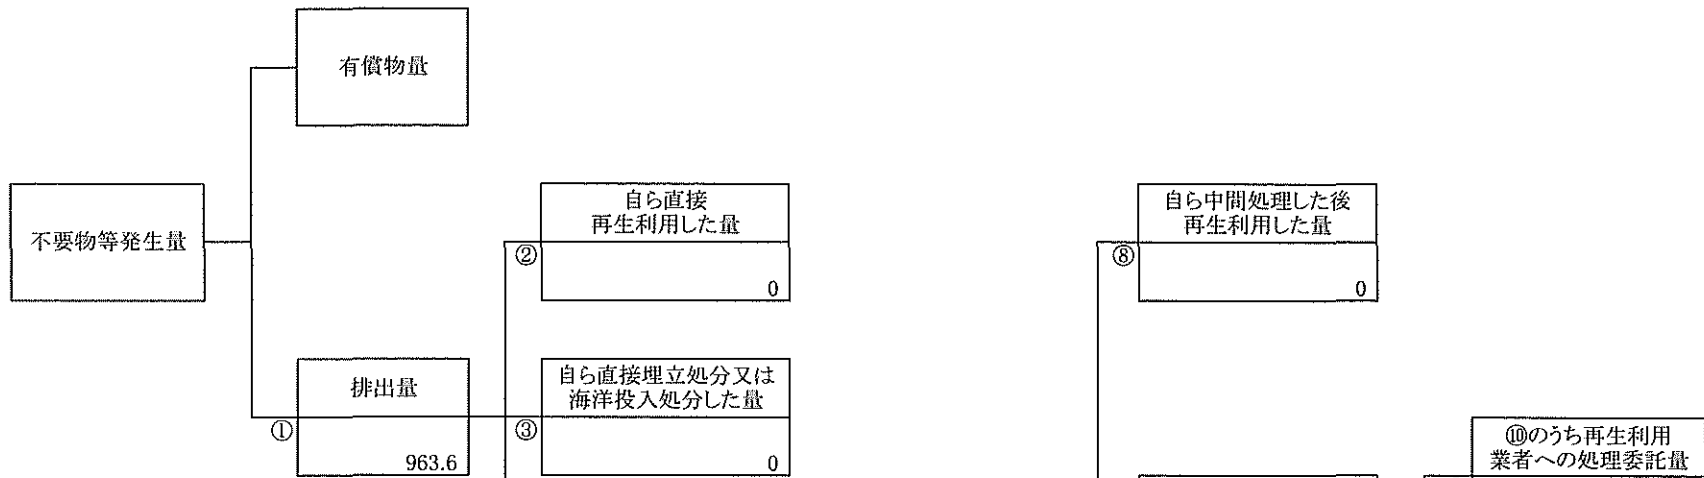 有償物量
不要物等発生量
自ら直接
再生利用した量
②
0
自ら中間処理した後
再生利用した量
⑧
0
排出量
①
963.6
自ら直接埋立処分又は
海洋投入処分した量
③
0
⑩のうち再生利用
業者への処理委託量